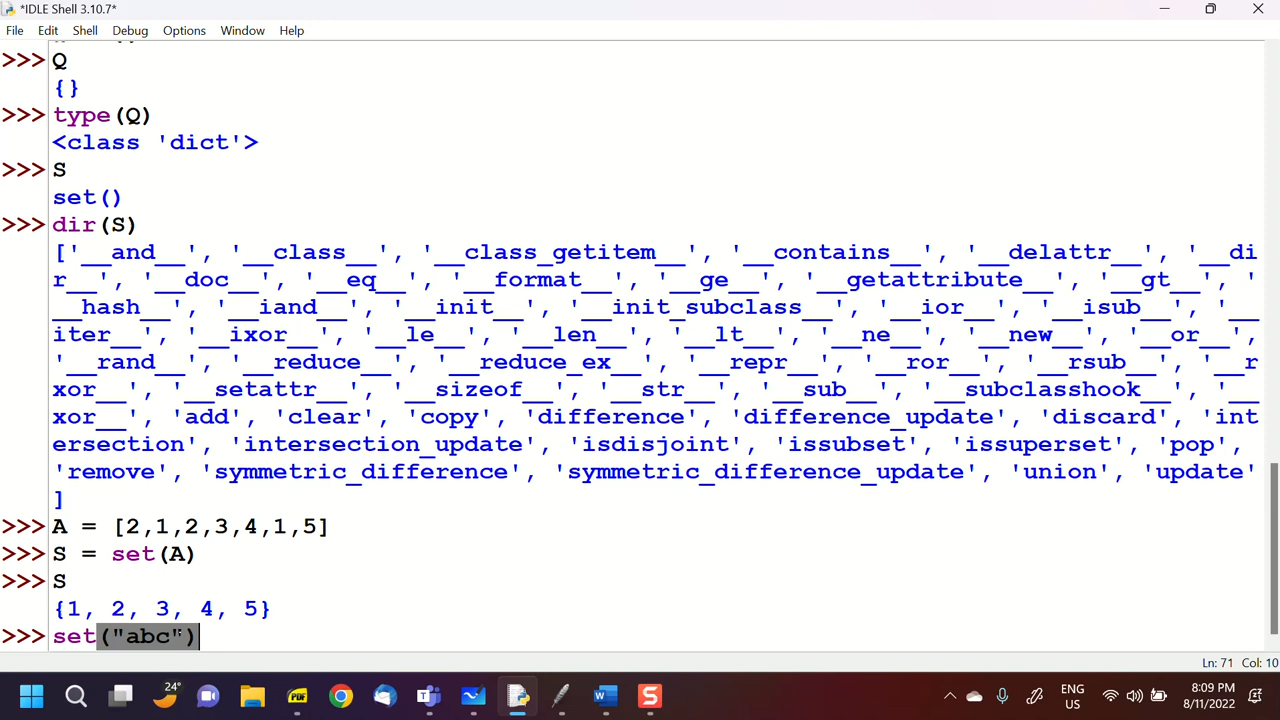 *IDLE Shell 3.10.7*
File Edit Shell Debug Options Window Help
>>> Q
{}
>>> type(Q)
<class 'dict'>
>>> S
set()
>>> dir(S)
['__and__', '__class__', '__class_getitem__', '__contains__', '__delattr__', '__di
r__', '__doc__', '__eq__', '__format__', '__ge__', '__getattribute__', '__gt__', '
__hash__', '__iand__', '__init__', '__init_subclass__', '__ior__', '__isub__', '__
iter__', '__ixor__', '__le__', '__len__', '__lt__', '__ne__', '__new__', '__or__',
'__rand__', '__reduce__', '__reduce_ex__', '__repr__', '__ror__', '__rsub__', '__r
xor__', '__setattr__', '__sizeof__', '__str__', '__sub__', '__subclasshook__', '__
xor__', 'add', 'clear', 'copy', 'difference', 'difference_update', 'discard', 'int
ersection', 'intersection_update', 'isdisjoint', 'issubset', 'issuperset', 'pop',
'remove', 'symmetric_difference', 'symmetric_difference_update', 'union', 'update'
]
>>> A = [2,1,2,3,4,1,5]
>>> S = set(A)
>>> S
{1, 2, 3, 4, 5}
>>> set("abc")
Ln: 71 Col: 10
24°
PDF
ENG
US
8:09 PM
8/11/2022